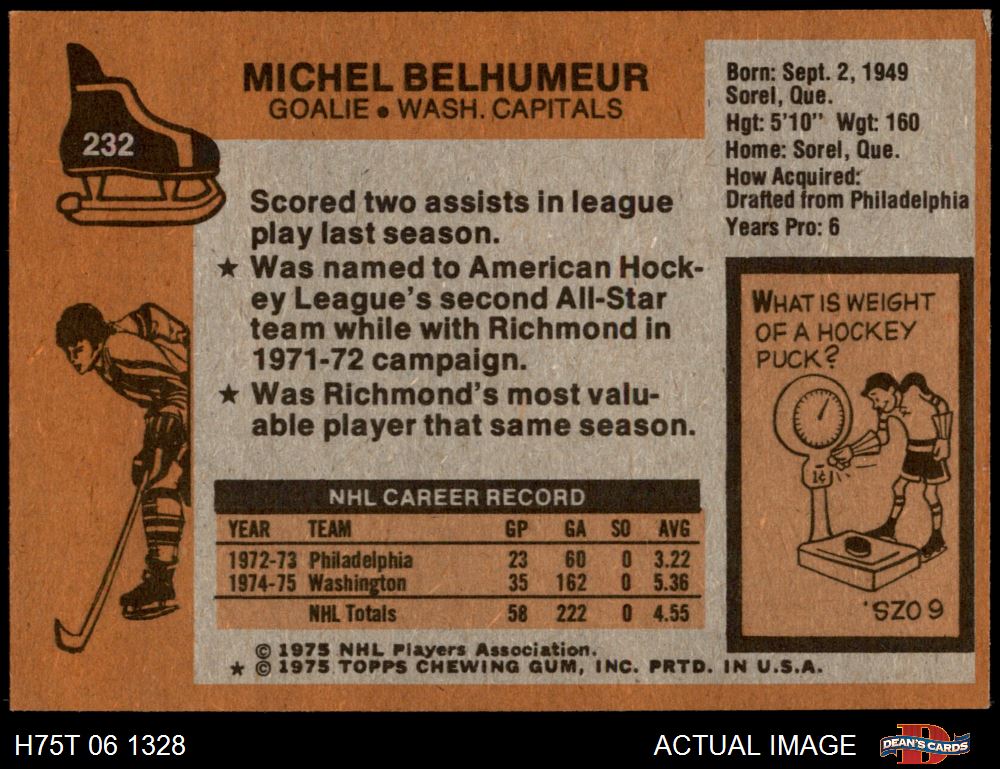 232
MICHEL BELHUMEUR
GOALIE • WASH. CAPITALS
Born: Sept. 2, 1949
Sorel, Que.
Hgt: 5'10" Wgt: 160
Home: Sorel, Que.
How Acquired:
Drafted from Philadelphia
Years Pro: 6
Scored two assists in league
play last season.
★ Was named to American Hock-
ey League's second All-Star
team while with Richmond in
1971-72 campaign.
★ Was Richmond's most valu-
able player that same season.
WHAT IS WEIGHT
OF A HOCKEY
PUCK?
1¢
6 OZS.
NHL CAREER RECORD
YEAR TEAM GP GA SO AVG
1972-73 Philadelphia 23 60 0 3.22
1974-75 Washington 35 162 0 5.36
NHL Totals 58 222 0 4.55
© 1975 NHL Players Association.
★ © 1975 TOPPS CHEWING GUM, INC. PRTD. IN U.S.A.
H75T 06 1328
ACTUAL IMAGE
D
DEAN'S CARDS